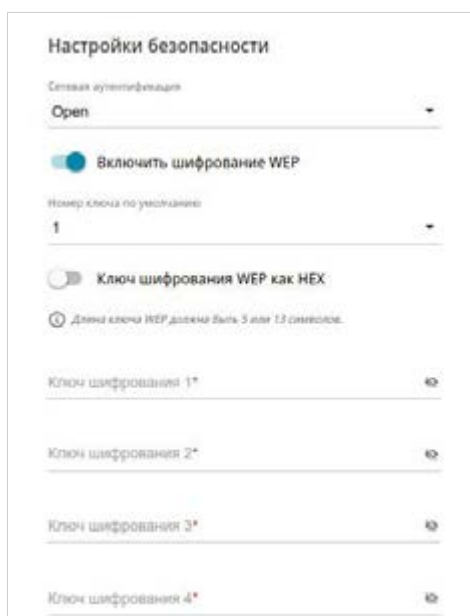 Настройки безопасности
Сетевая аутентификация
Open
Включить шифрование WEP
Номер ключа по умолчанию
1
Ключ шифрования WEP как HEX
Длина ключа WEP должна быть 5 или 13 символов.
Ключ шифрования 1*
Ключ шифрования 2*
Ключ шифрования 3*
Ключ шифрования 4*